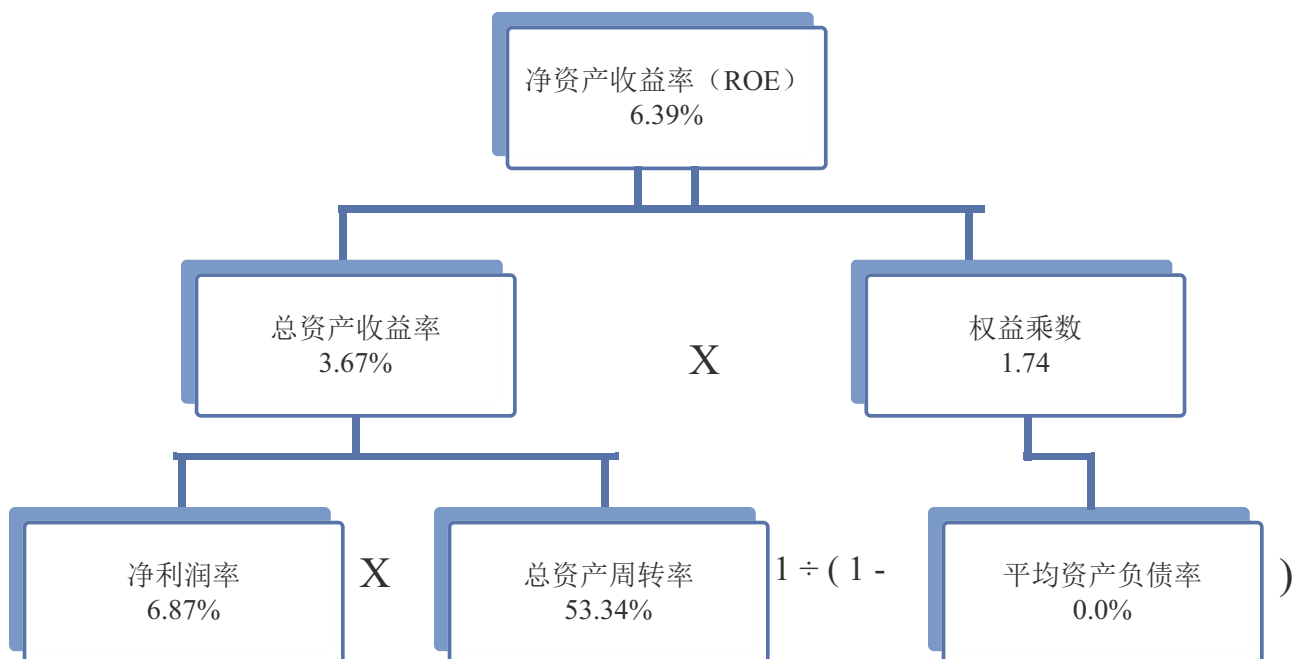 净资产收益率（ROE）
6.39%
总资产收益率
3.67%
X
权益乘数
1.74
净利润率
6.87%
X
总资产周转率
53.34%
1 ÷ ( 1 -
平均资产负债率
0.0%
)